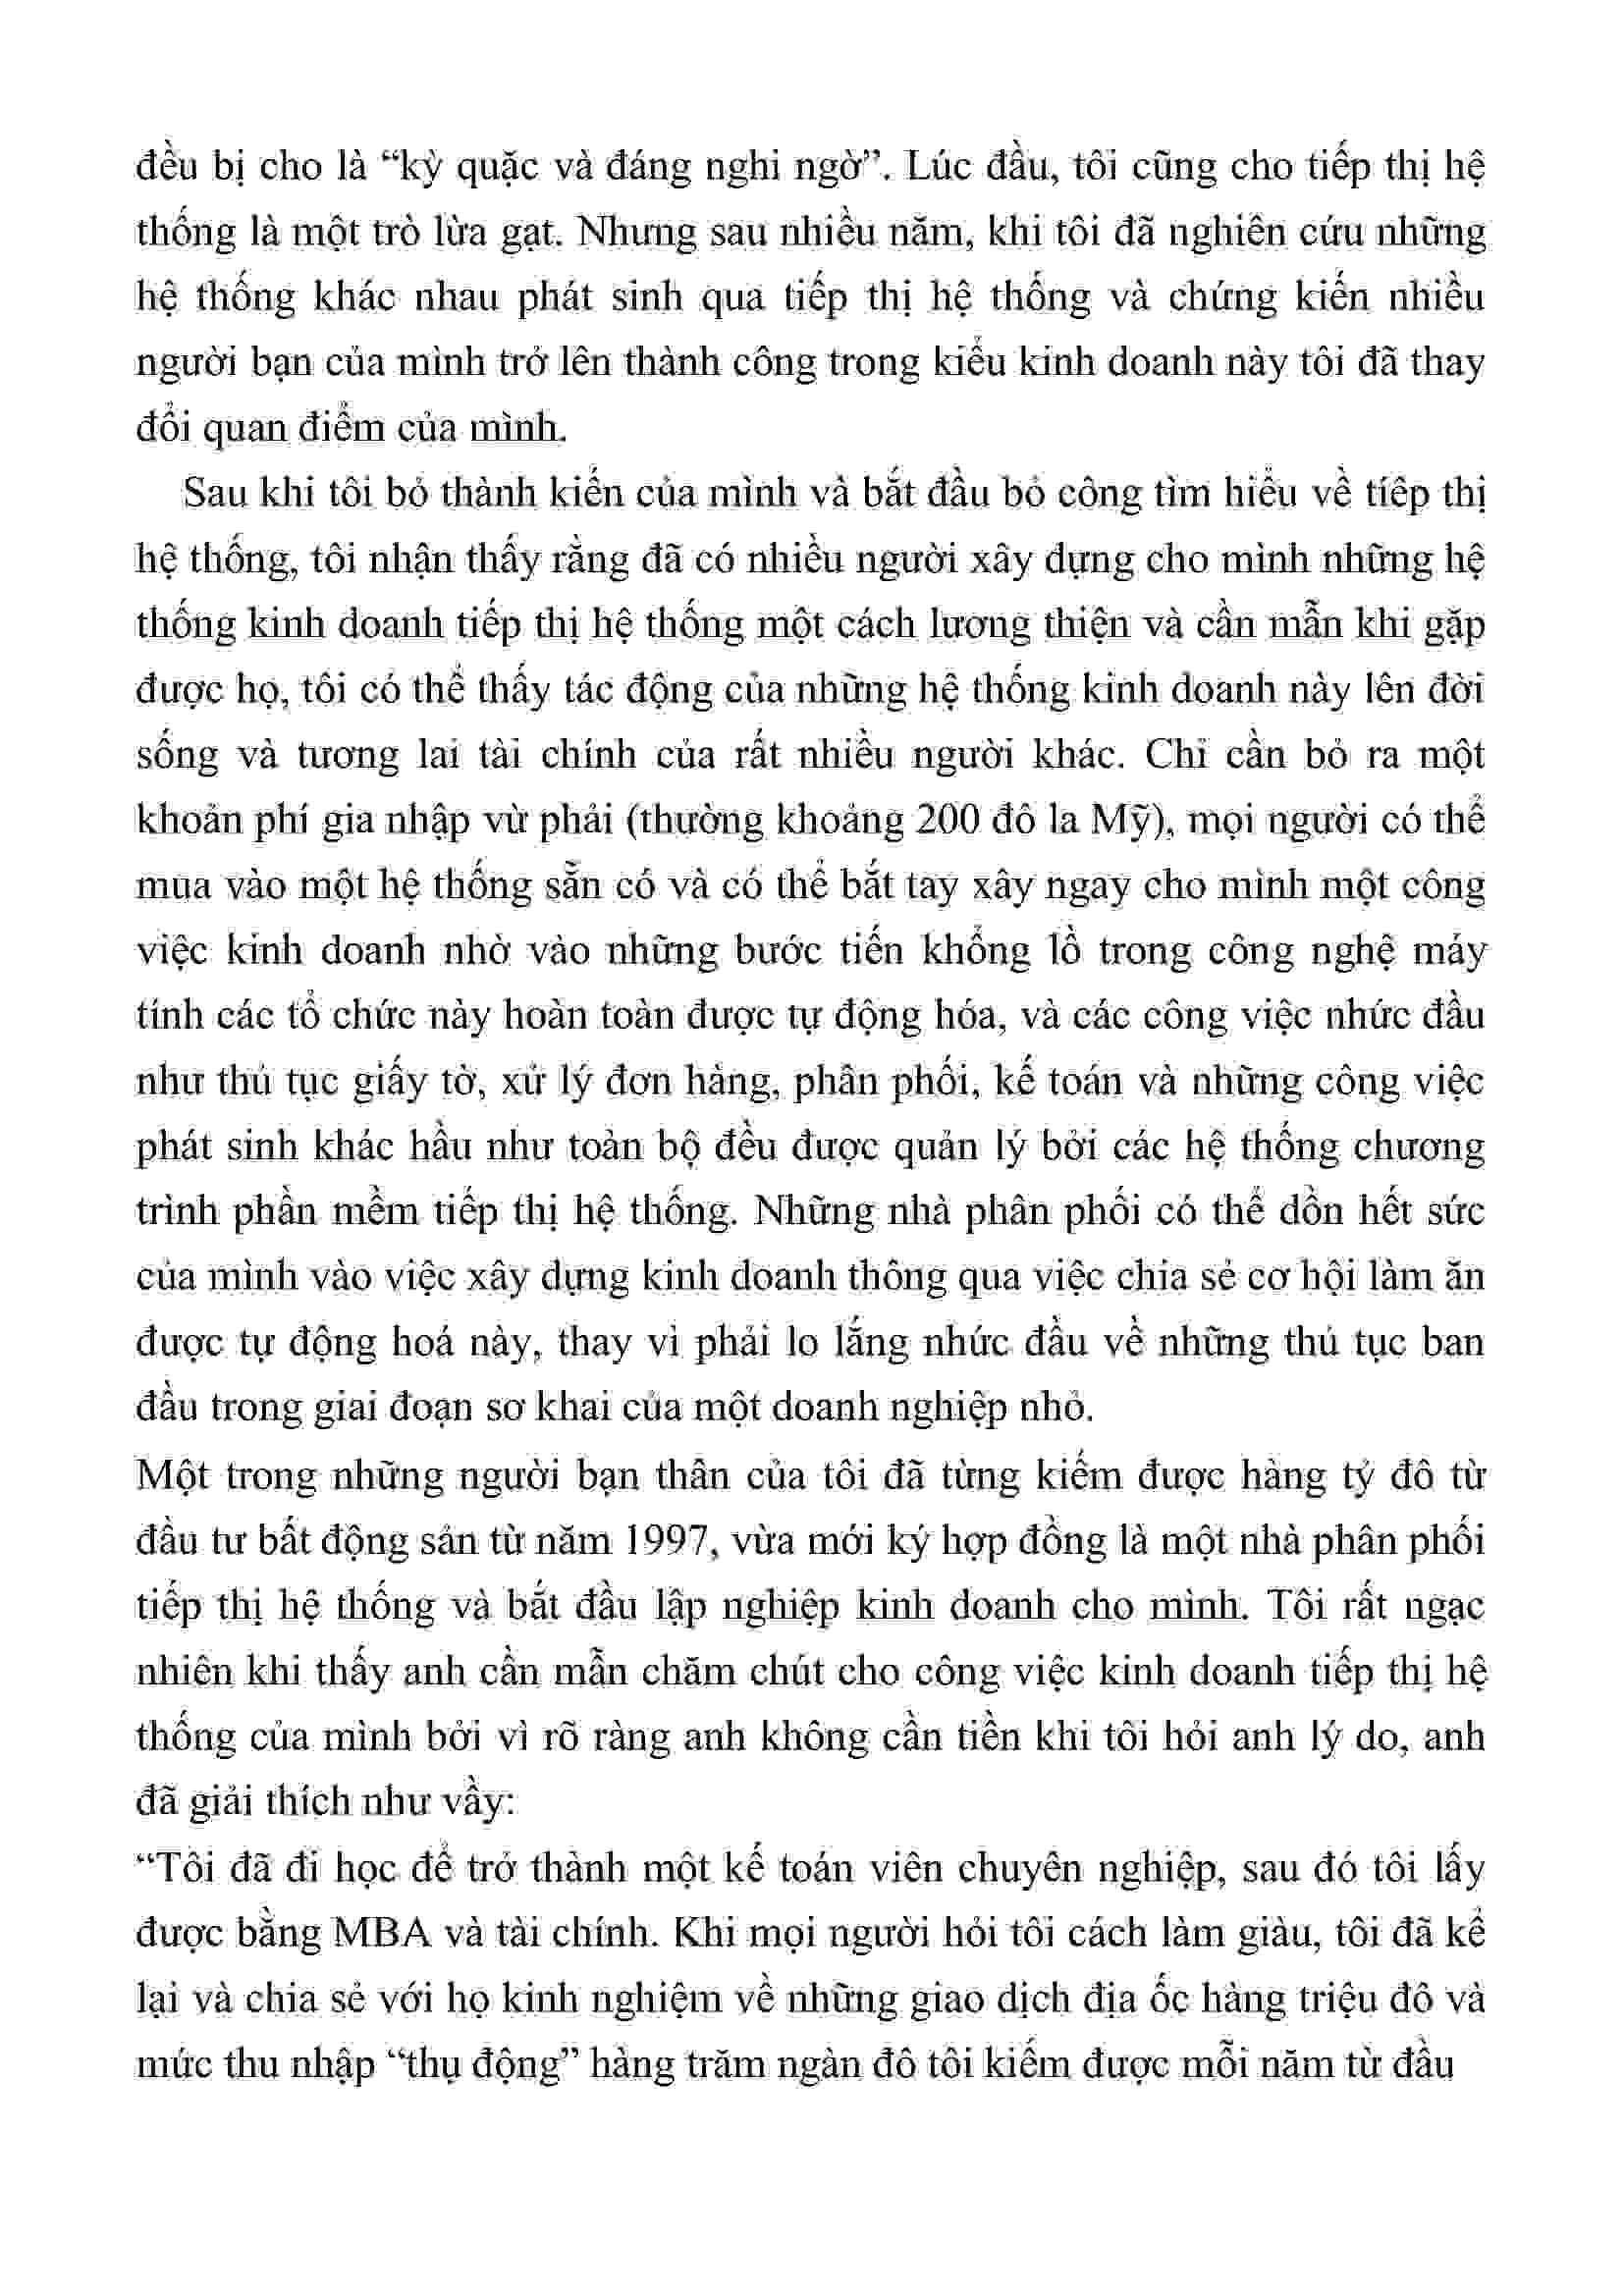 đều bị cho là “kỳ quặc và đáng nghi ngờ”. Lúc đầu, tôi cũng cho tiếp thị hệ
thống là một trò lừa gạt. Nhưng sau nhiều năm, khi tôi đã nghiên cứu những
hệ thống khác nhau phát sinh qua tiếp thị hệ thống và chứng kiến nhiều
người bạn của mình trở lên thành công trong kiểu kinh doanh này tôi đã thay
đổi quan điểm của mình.
Sau khi tôi bỏ thành kiến của mình và bắt đầu bỏ công tìm hiểu về tiếp thị
hệ thống, tôi nhận thấy rằng đã có nhiều người xây dựng cho mình những hệ
thống kinh doanh tiếp thị hệ thống một cách lương thiện và cần mẫn khi gặp
được họ, tôi có thể thấy tác động của những hệ thống kinh doanh này lên đời
sống và tương lai tài chính của rất nhiều người khác. Chỉ cần bỏ ra một
khoản phí gia nhập vừ phải (thường khoảng 200 đô la Mỹ), mọi người có thể
mua vào một hệ thống sẵn có và có thể bắt tay xây ngay cho mình một công
việc kinh doanh nhờ vào những bước tiến khổng lồ trong công nghệ máy
tính các tổ chức này hoàn toàn được tự động hóa, và các công việc nhức đầu
như thủ tục giấy tờ, xử lý đơn hàng, phân phối, kế toán và những công việc
phát sinh khác hầu như toàn bộ đều được quản lý bởi các hệ thống chương
trình phần mềm tiếp thị hệ thống. Những nhà phân phối có thể dồn hết sức
của mình vào việc xây dựng kinh doanh thông qua việc chia sẻ cơ hội làm ăn
được tự động hoá này, thay vì phải lo lắng nhức đầu về những thủ tục ban
đầu trong giai đoạn sơ khai của một doanh nghiệp nhỏ.
Một trong những người bạn thân của tôi đã từng kiếm được hàng tỷ đô từ
đầu tư bất động sản từ năm 1997, vừa mới ký hợp đồng là một nhà phân phối
tiếp thị hệ thống và bắt đầu lập nghiệp kinh doanh cho mình. Tôi rất ngạc
nhiên khi thấy anh cần mẫn chăm chút cho công việc kinh doanh tiếp thị hệ
thống của mình bởi vì rõ ràng anh không cần tiền khi tôi hỏi anh lý do, anh
đã giải thích như vầy:
“Tôi đã đi học để trở thành một kế toán viên chuyên nghiệp, sau đó tôi lấy
được bằng MBA và tài chính. Khi mọi người hỏi tôi cách làm giàu, tôi đã kể
lại và chia sẻ với họ kinh nghiệm về những giao dịch địa ốc hàng triệu đô và
mức thu nhập “thụ động” hàng trăm ngàn đô tôi kiếm được mỗi năm từ đầu